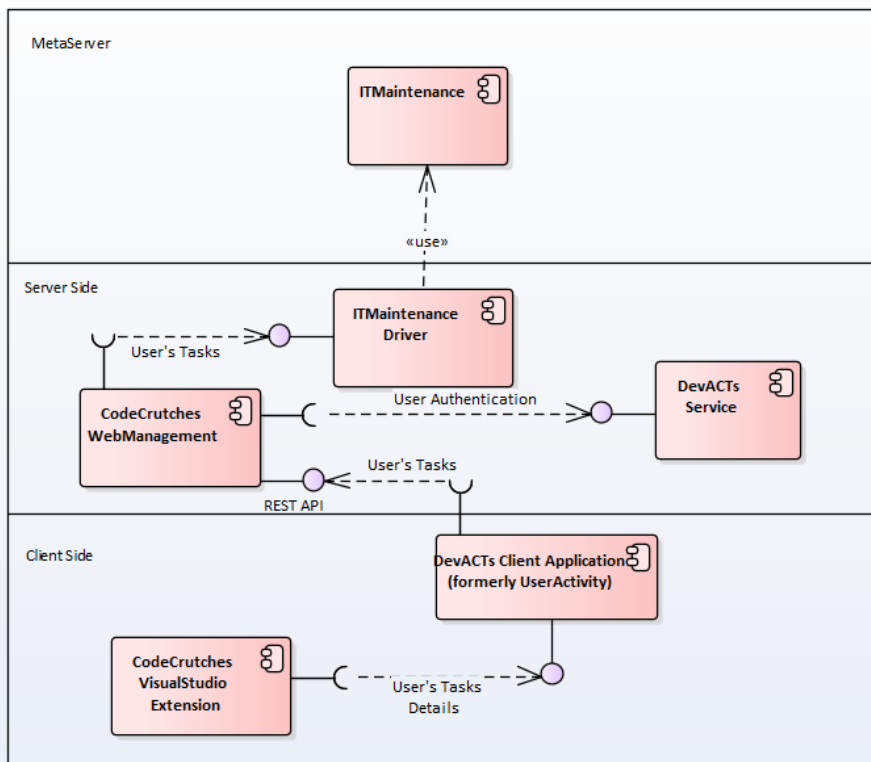 MetaServer
ITMaintenance
«use»
Server Side
ITMaintenance
Driver
User's Tasks
CodeCrutches
WebManagement
User Authentication
DevACTs
Service
User's Tasks
REST API
Client Side
DevACTs Client Application
(formerly UserActivity)
CodeCrutches
VisualStudio
Extension
User's Tasks
Details